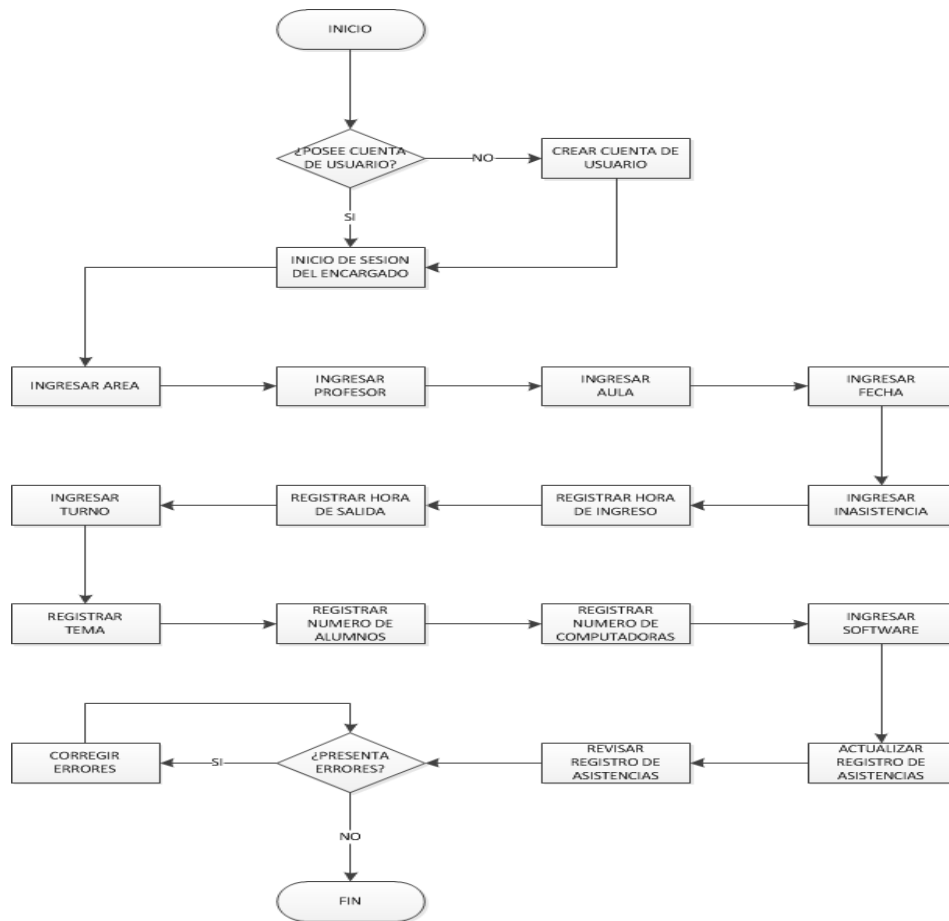 INICIO
¿POSEE CUENTA
DE USUARIO?
NO
CREAR CUENTA DE
USUARIO
SI
INICIO DE SESION
DEL ENCARGADO
INGRESAR AREA
INGRESAR
PROFESOR
INGRESAR
AULA
INGRESAR
FECHA
INGRESAR
INASISTENCIA
REGISTRAR HORA
DE INGRESO
REGISTRAR HORA
DE SALIDA
INGRESAR
TURNO
REGISTRAR
TEMA
REGISTRAR
NUMERO DE
ALUMNOS
REGISTRAR
NUMERO DE
COMPUTADORAS
INGRESAR
SOFTWARE
ACTUALIZAR
REGISTRO DE
ASISTENCIAS
REVISAR
REGISTRO DE
ASISTENCIAS
¿PRESENTA
ERRORES?
SI
CORREGIR
ERRORES
NO
FIN